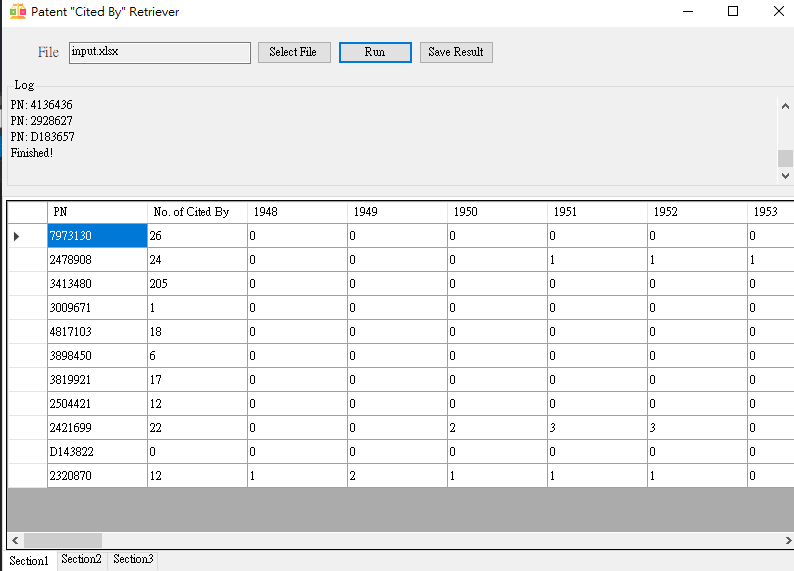 Patent "Cited By" Retriever
File input.xlsx Select File Run Save Result
Log
PN: 4136436
PN: 2928627
PN: D183657
Finished!
PN No. of Cited By 1948 1949 1950 1951 1952 1953
7973130 26 0 0 0 0 0 0
2478908 24 0 0 0 1 1 1
3413480 205 0 0 0 0 0 0
3009671 1 0 0 0 0 0 0
4817103 18 0 0 0 0 0 0
3898450 6 0 0 0 0 0 0
3819921 17 0 0 0 0 0 0
2504421 12 0 0 0 0 0 0
2421699 22 0 0 2 3 3 0
D143822 0 0 0 0 0 0 0
2320870 12 1 2 1 1 1 0
Section1 Section2 Section3